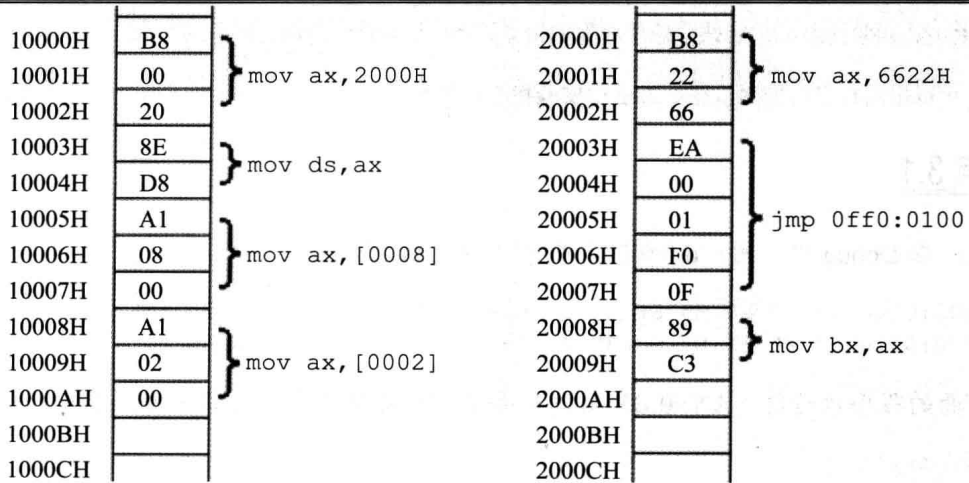 10000H B8
10001H 00 mov ax,2000H
10002H 20
10003H 8E
mov ds,ax
10004H D8
10005H A1
10006H 08 mov ax,[0008]
10007H 00
10008H A1
10009H 02 mov ax,[0002]
1000AH 00
1000BH
1000CH
20000H B8
20001H 22 mov ax,6622H
20002H 66
20003H EA
20004H 00
20005H 01 jmp 0ff0:0100
20006H F0
20007H 0F
20008H 89
mov bx,ax
20009H C3
2000AH
2000BH
2000CH
3.1